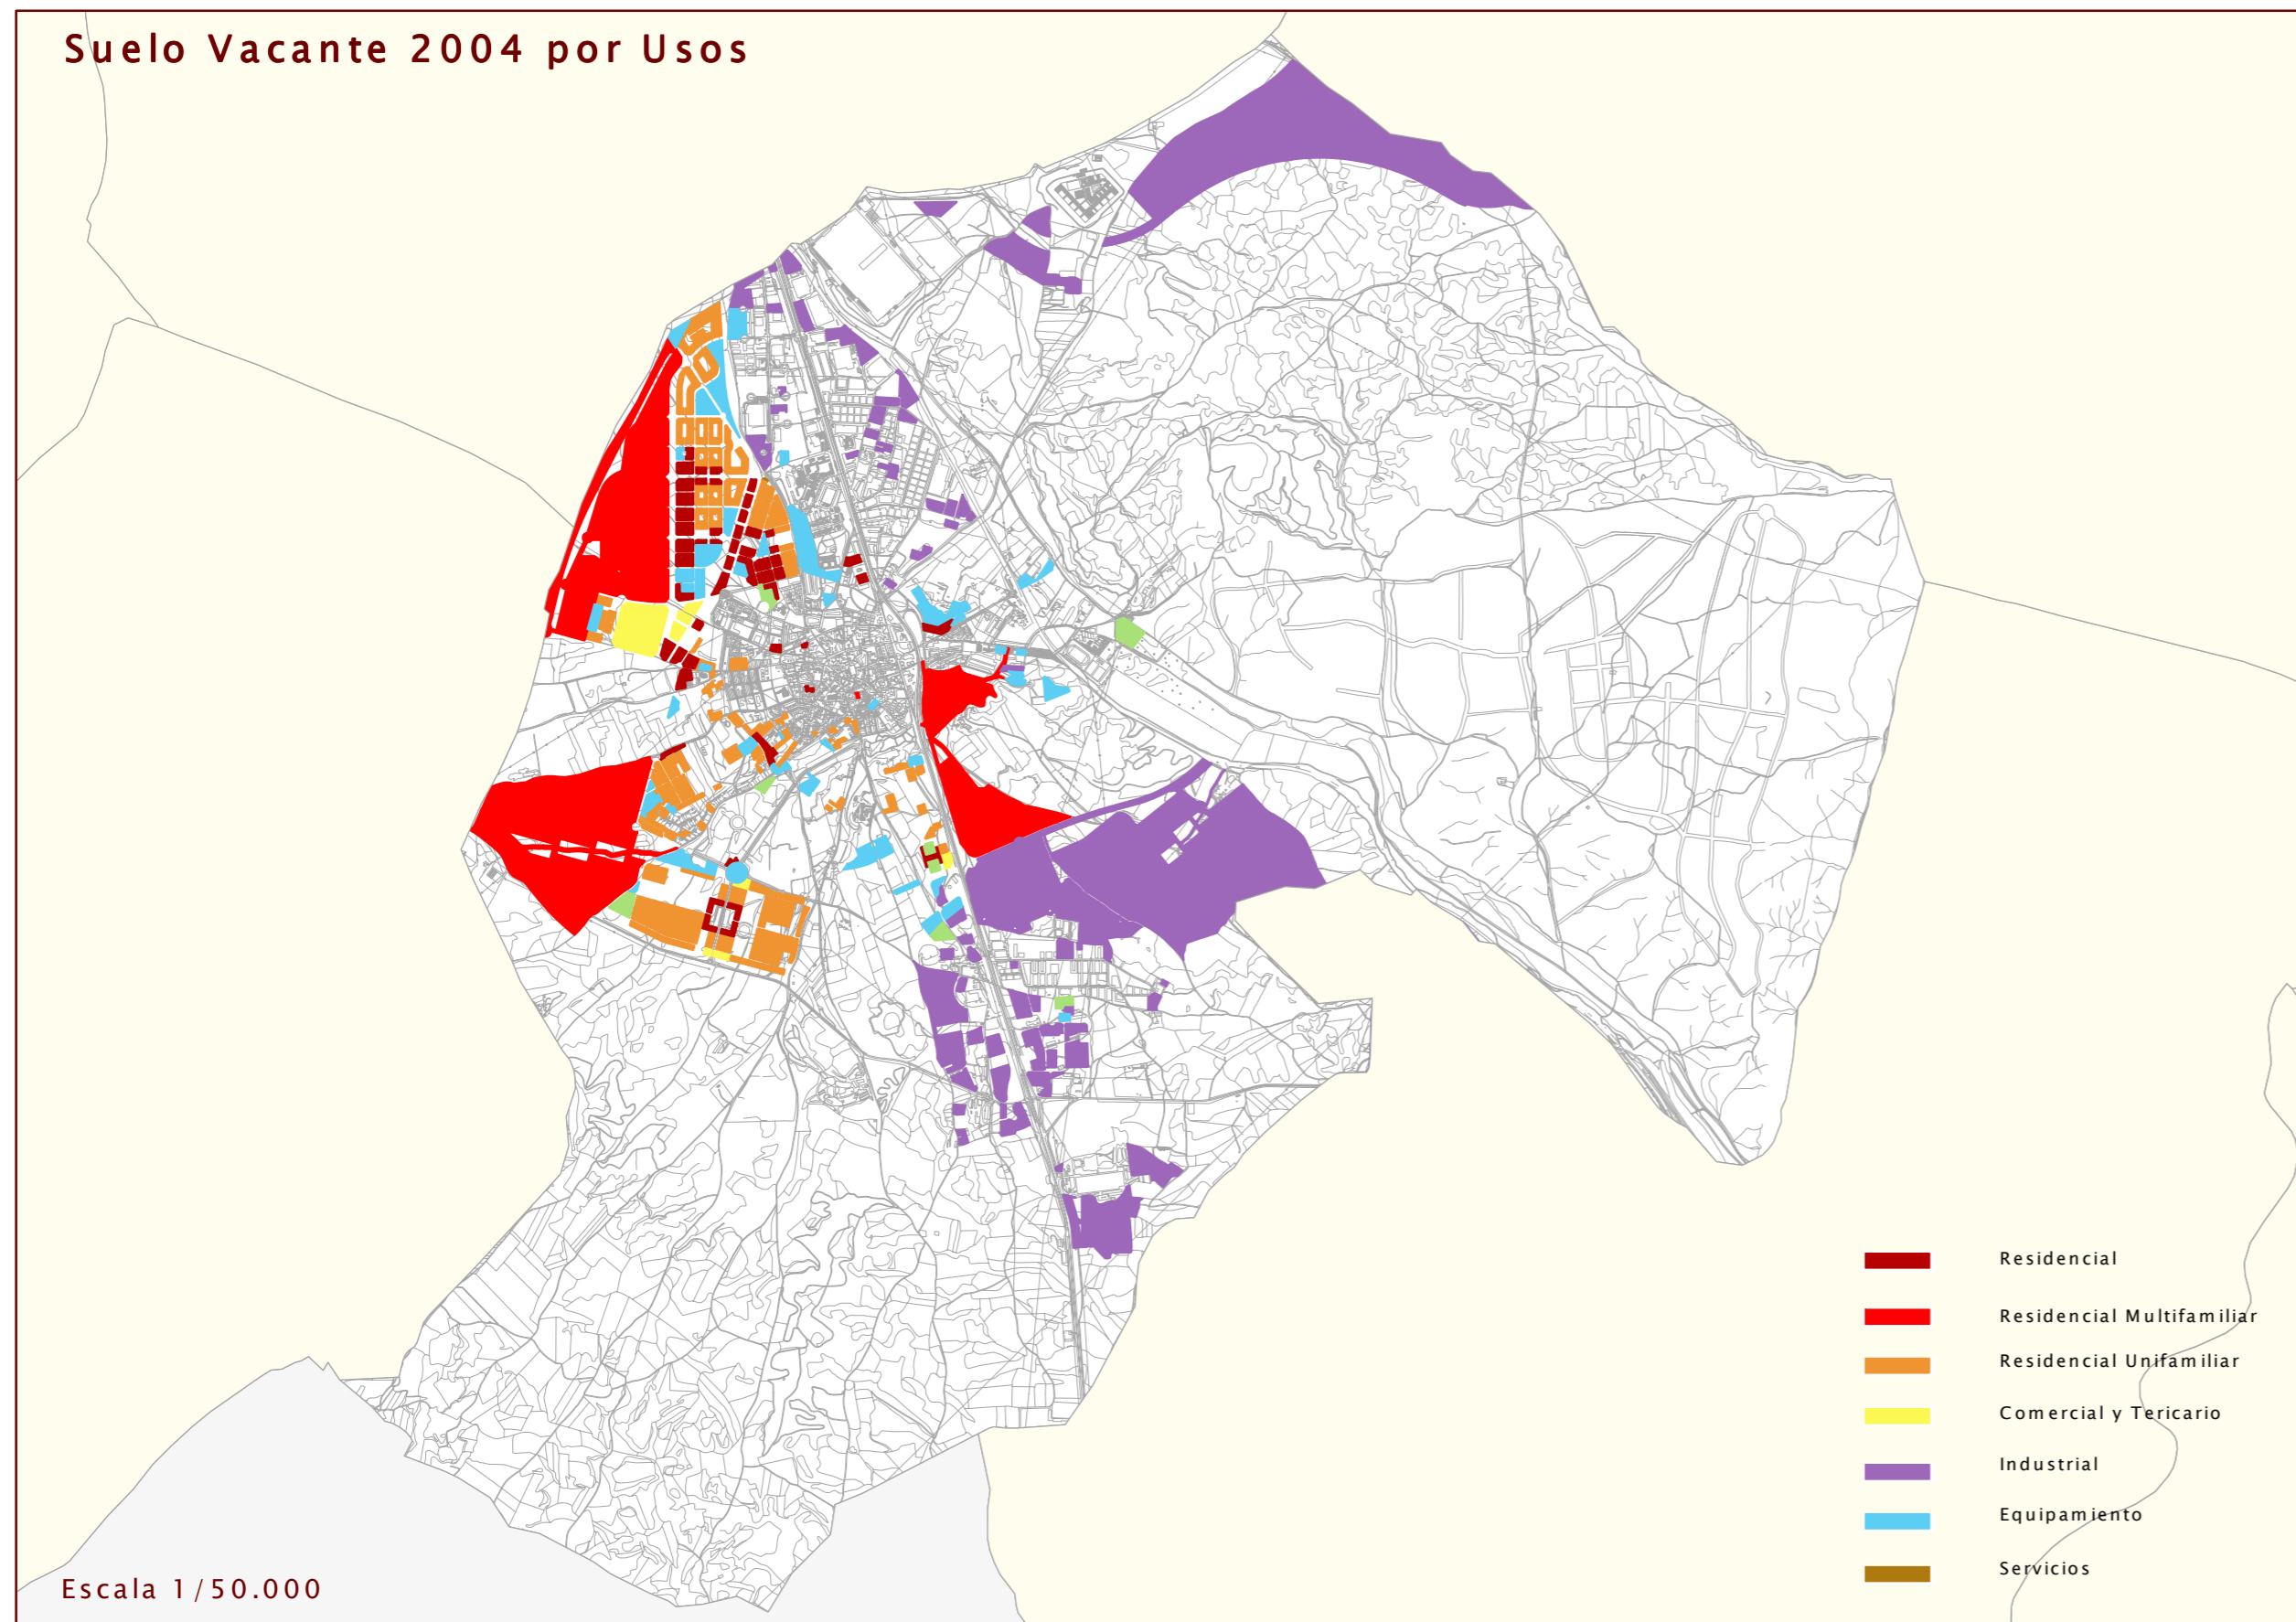 Suelo Vacante 2004 por Usos
Residencial
Residencial Multifamiliar
Residencial Unifamiliar
Comercial y Tericario
Industrial
Equipamiento
Servicios
Escala 1/50.000